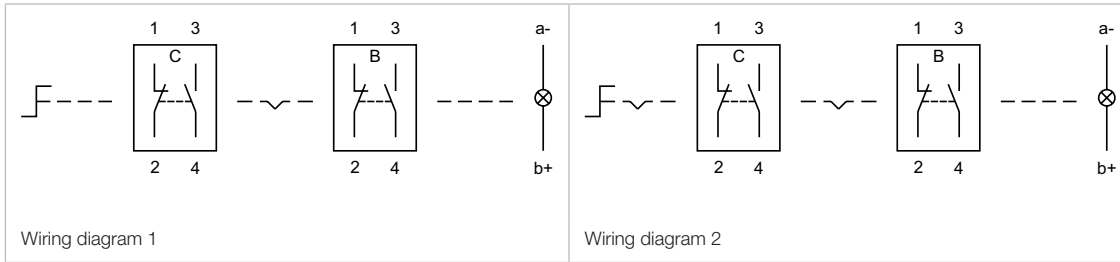 1 3 1 3 a-
C B
2 4 2 4 b+
Wiring diagram 1
1 3 1 3 a-
C B
2 4 2 4 b+
Wiring diagram 2